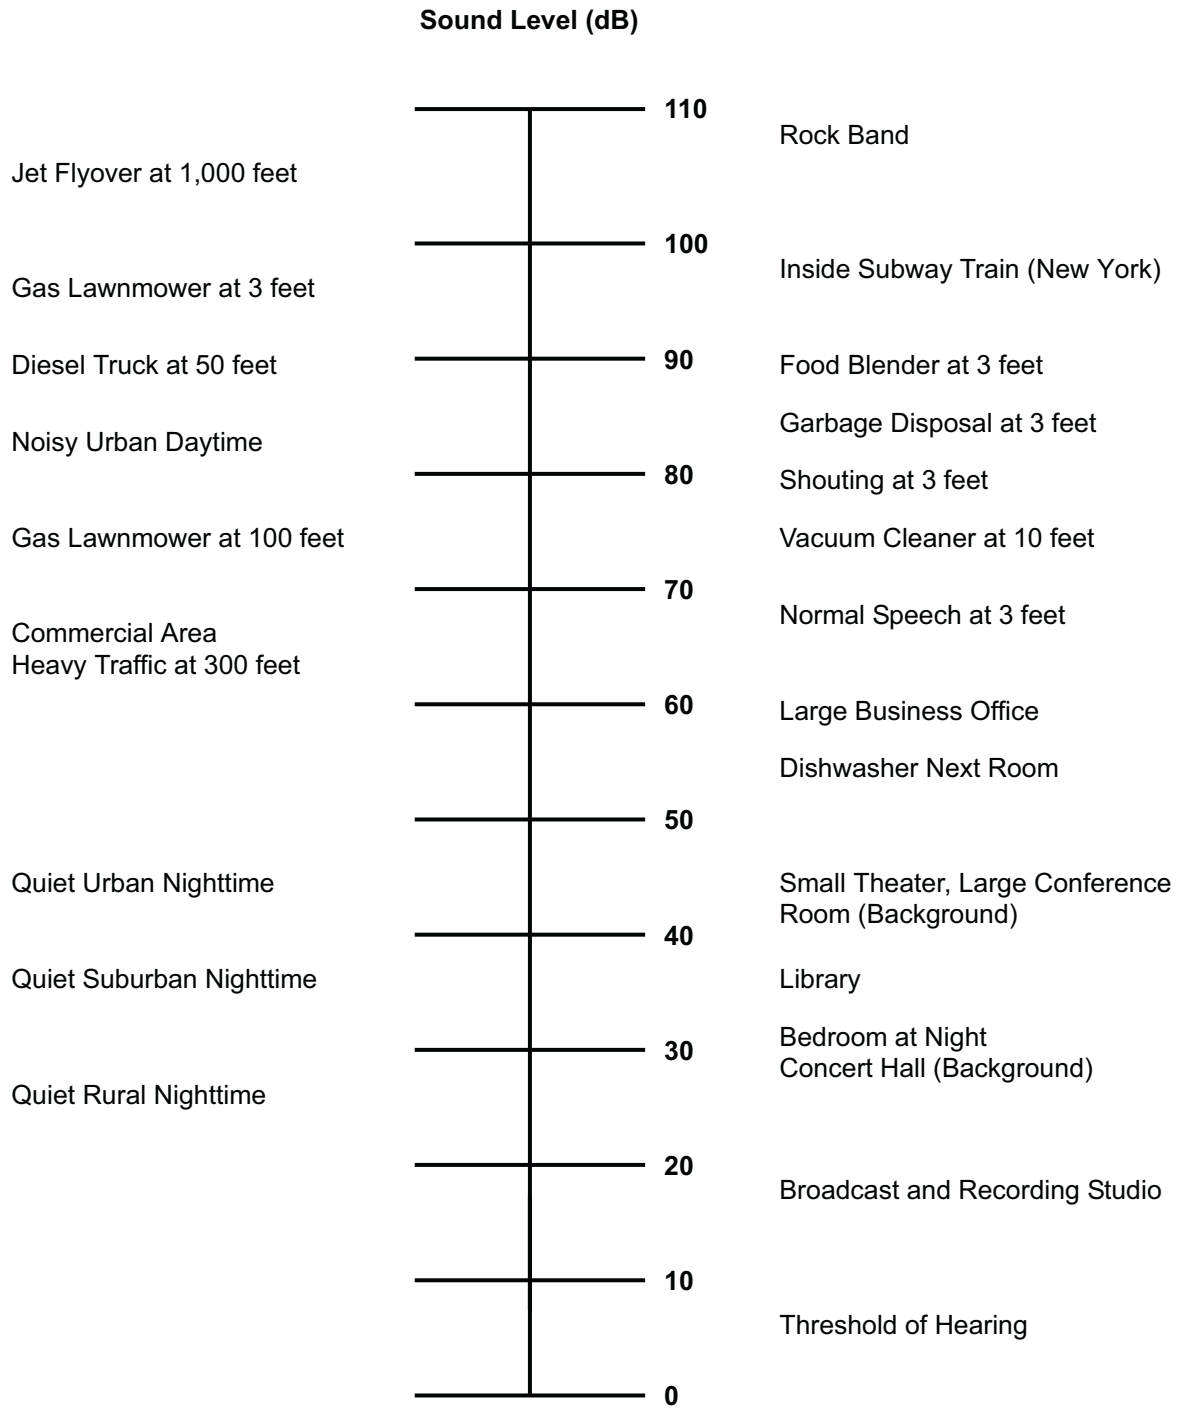 Sound Level (dB)
110
Rock Band
Jet Flyover at 1,000 feet
100
Inside Subway Train (New York)
Gas Lawnmower at 3 feet
90
Diesel Truck at 50 feet
Food Blender at 3 feet
Garbage Disposal at 3 feet
Noisy Urban Daytime
80
Shouting at 3 feet
Gas Lawnmower at 100 feet
Vacuum Cleaner at 10 feet
70
Normal Speech at 3 feet
Commercial Area
Heavy Traffic at 300 feet
60
Large Business Office
Dishwasher Next Room
50
Quiet Urban Nighttime
Small Theater, Large Conference
Room (Background)
40
Quiet Suburban Nighttime
Library
Bedroom at Night
30
Concert Hall (Background)
Quiet Rural Nighttime
20
Broadcast and Recording Studio
10
Threshold of Hearing
0